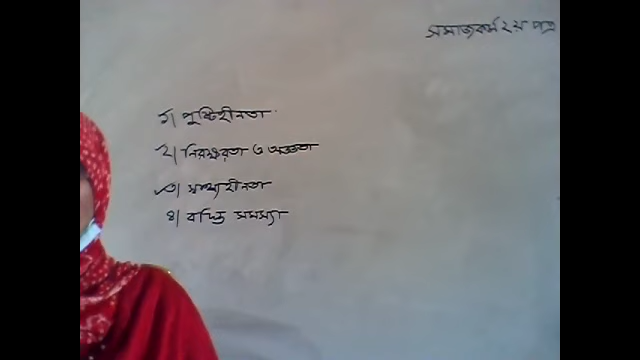 সমাজকর্ম ২য় পত্র
১। পুষ্টিহীনতা
২। নিরক্ষরতা ও অজ্ঞতা
৩। স্বাস্থ্যহীনতা
৪। বস্তি সমস্যা